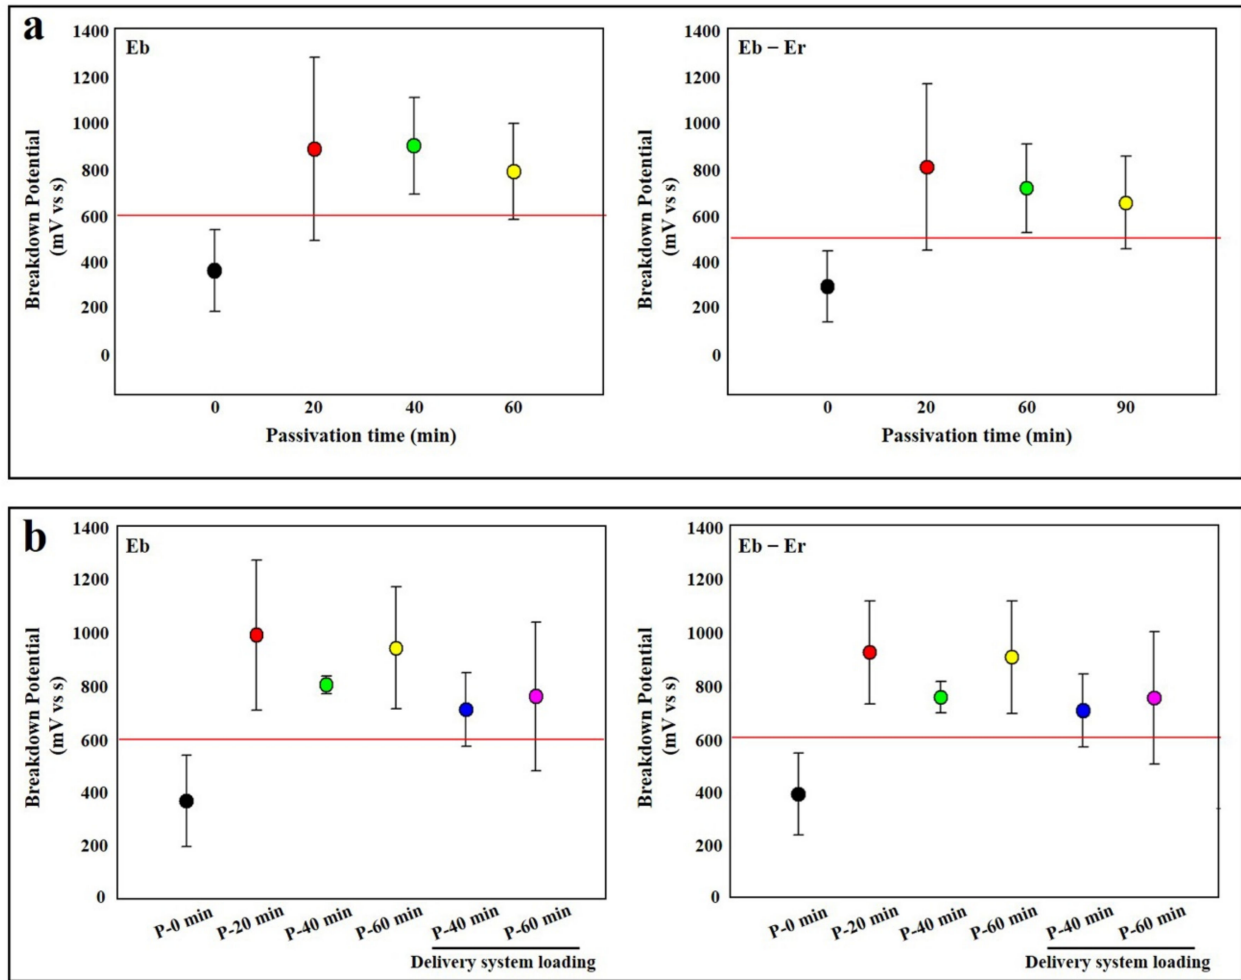 a
Eb
Breakdown Potential
(mV vs s)
1400
1200
1000
800
600
400
200
0
0 20 40 60
Passivation time (min)
Eb – Er
Breakdown Potential
(mV vs s)
1400
1200
1000
800
600
400
200
0
0 20 60 90
Passivation time (min)
b
Eb
Breakdown Potential
(mV vs s)
1400
1200
1000
800
600
400
200
0
P-0 min P-20 min P-40 min P-60 min P-40 min P-60 min
Delivery system loading
Eb – Er
Breakdown Potential
(mV vs s)
1400
1200
1000
800
600
400
200
0
P-0 min P-20 min P-40 min P-60 min P-40 min P-60 min
Delivery system loading